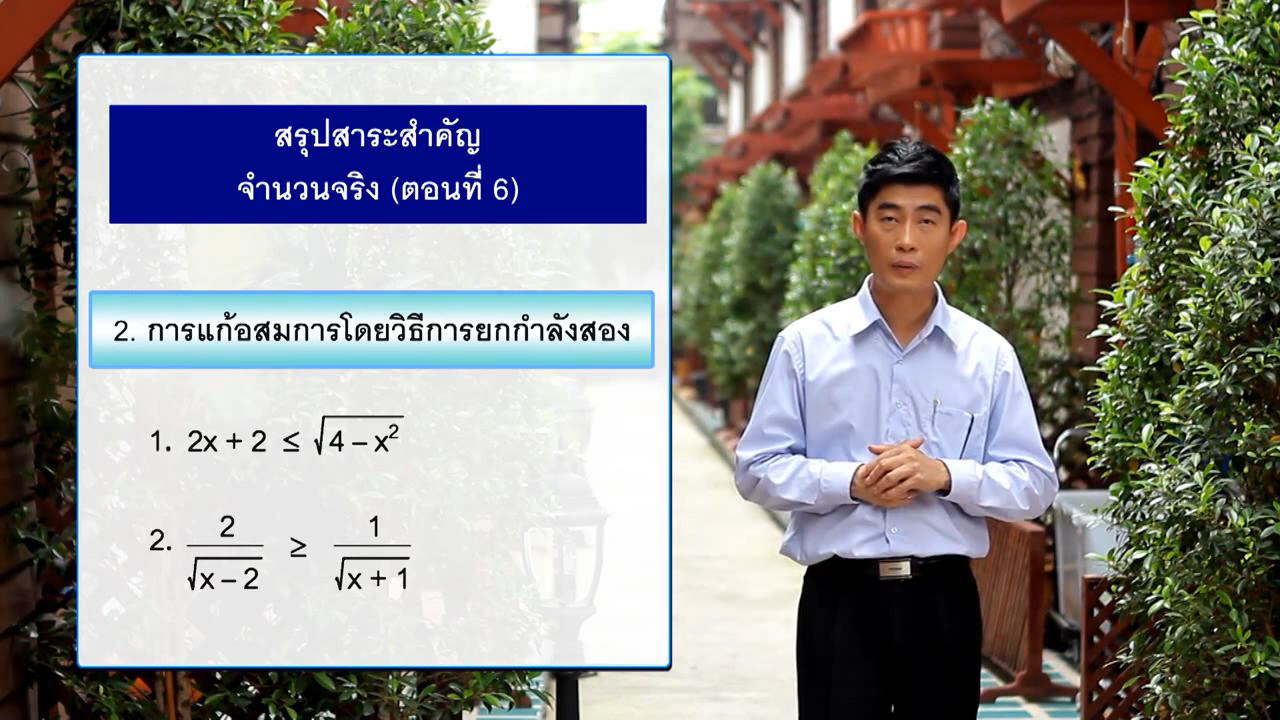 สรุปสาระสำคัญ
จำนวนจริง (ตอนที่ 6)
2. การแก้อสมการโดยวิธีการยกกำลังสอง
1. 2x + 2 ≤ √(4 – x²)
2. 2/√(x – 2) ≥ 1/√(x + 1)